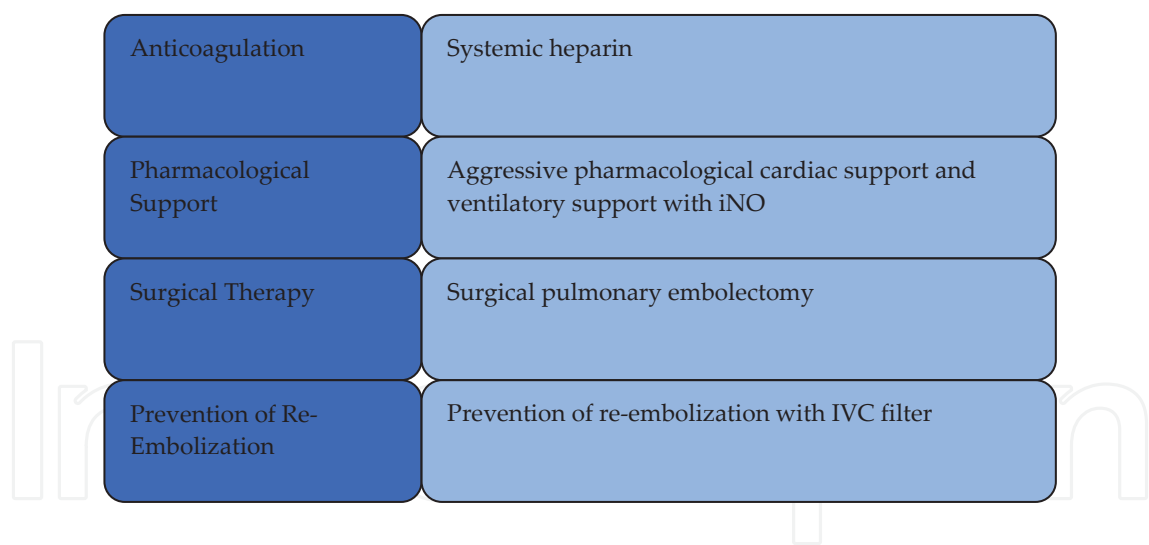 Anticoagulation
Systemic heparin
Pharmacological
Support
Aggressive pharmacological cardiac support and
ventilatory support with iNO
Surgical Therapy
Surgical pulmonary embolectomy
Prevention of Re-
Embolization
Prevention of re-embolization with IVC filter